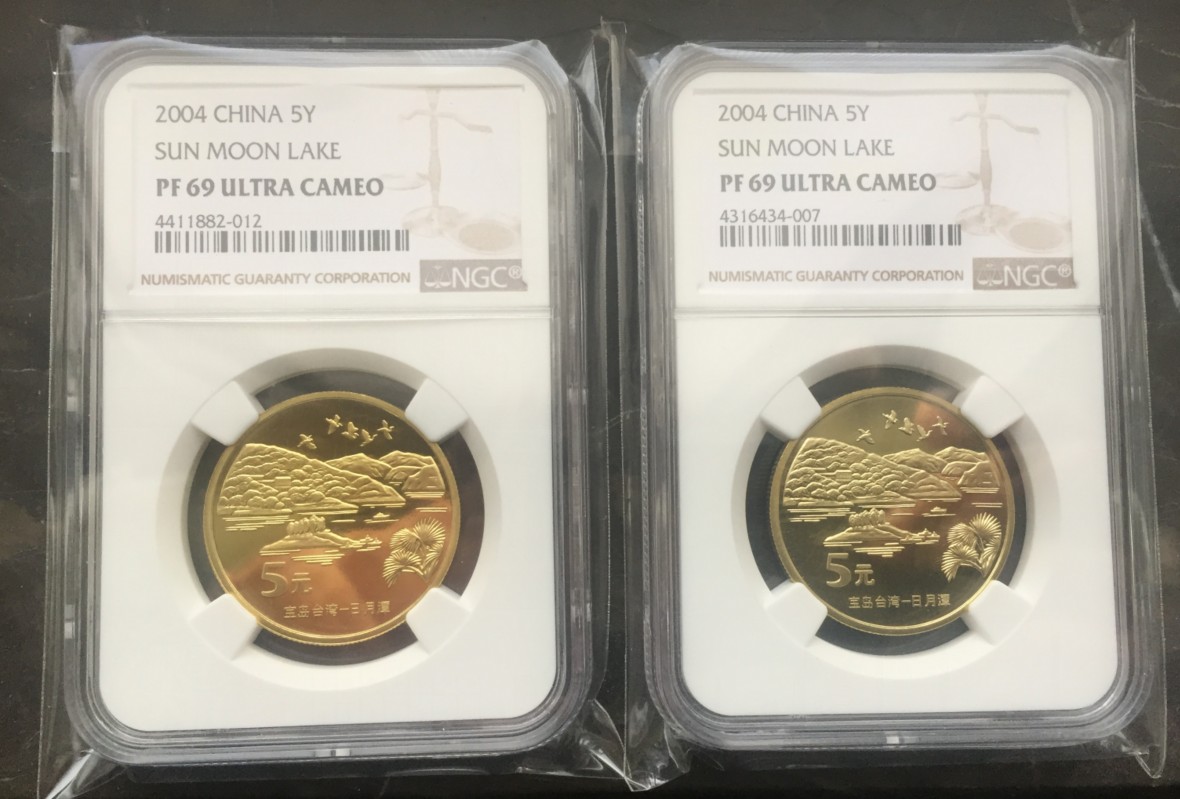 2004 CHINA 5Y
SUN MOON LAKE
PF 69 ULTRA CAMEO
4411882-012
NUMISMATIC GUARANTY CORPORATION NGC®
5元
宝岛台湾—日月潭
2004 CHINA 5Y
SUN MOON LAKE
PF 69 ULTRA CAMEO
4316434-007
NUMISMATIC GUARANTY CORPORATION NGC®
5元
宝岛台湾—日月潭